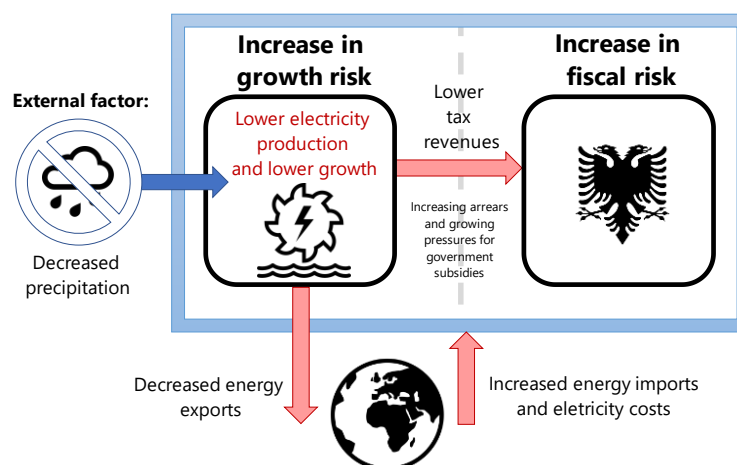 Increase in
growth risk
Increase in
fiscal risk
External factor:
Lower electricity
production
and lower growth
Lower
tax
revenues
Increasing arrears
and growing
pressures for
government
subsidies
Decreased
precipitation
Decreased energy
exports
Increased energy imports
and eletricity costs